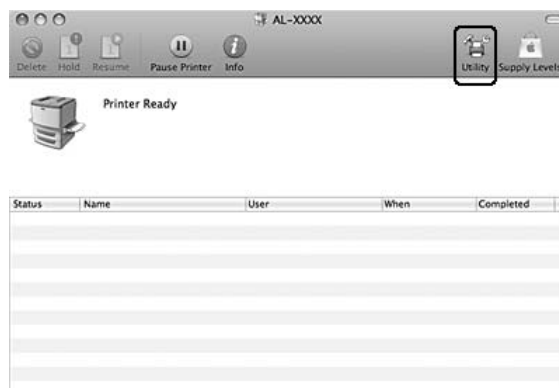 AL-XXXX
Delete Hold Resume Pause Printer Info Utility Supply Levels
Printer Ready
Status Name User When Completed